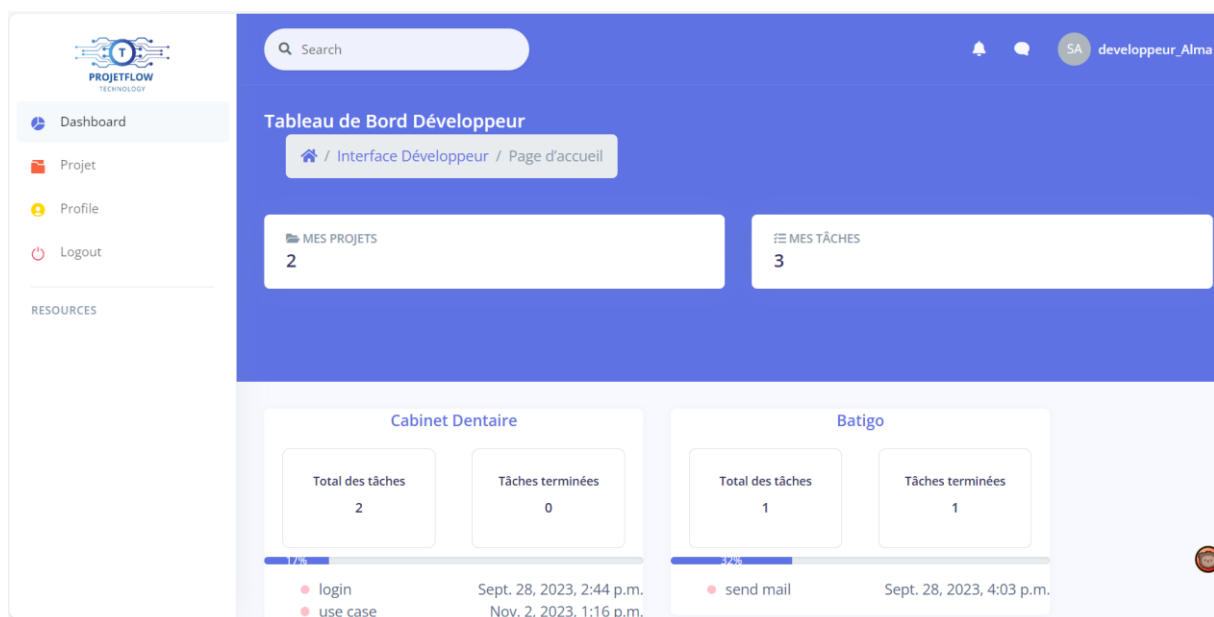 T
PROJETFLOW
TECHNOLOGY
Dashboard
Projet
Profile
Logout
RESOURCES
Search
SA developpeur_Alma
Tableau de Bord Développeur
/ Interface Développeur / Page d'accueil
MES PROJETS
2
MES TÂCHES
3
Cabinet Dentaire
Total des tâches
2
Tâches terminées
0
17%
login Sept. 28, 2023, 2:44 p.m.
use case Nov. 2, 2023, 1:16 p.m.
Batigo
Total des tâches
1
Tâches terminées
1
32%
send mail Sept. 28, 2023, 4:03 p.m.